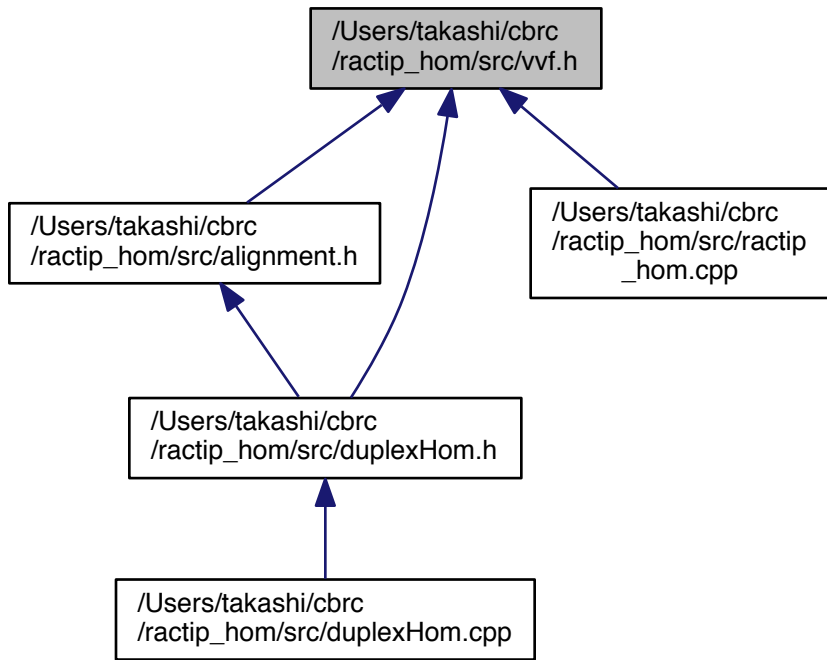 /Users/takashi/cbrc
/ractip_hom/src/vvf.h
/Users/takashi/cbrc
/ractip_hom/src/alignment.h
/Users/takashi/cbrc
/ractip_hom/src/ractip
_hom.cpp
/Users/takashi/cbrc
/ractip_hom/src/duplexHom.h
/Users/takashi/cbrc
/ractip_hom/src/duplexHom.cpp